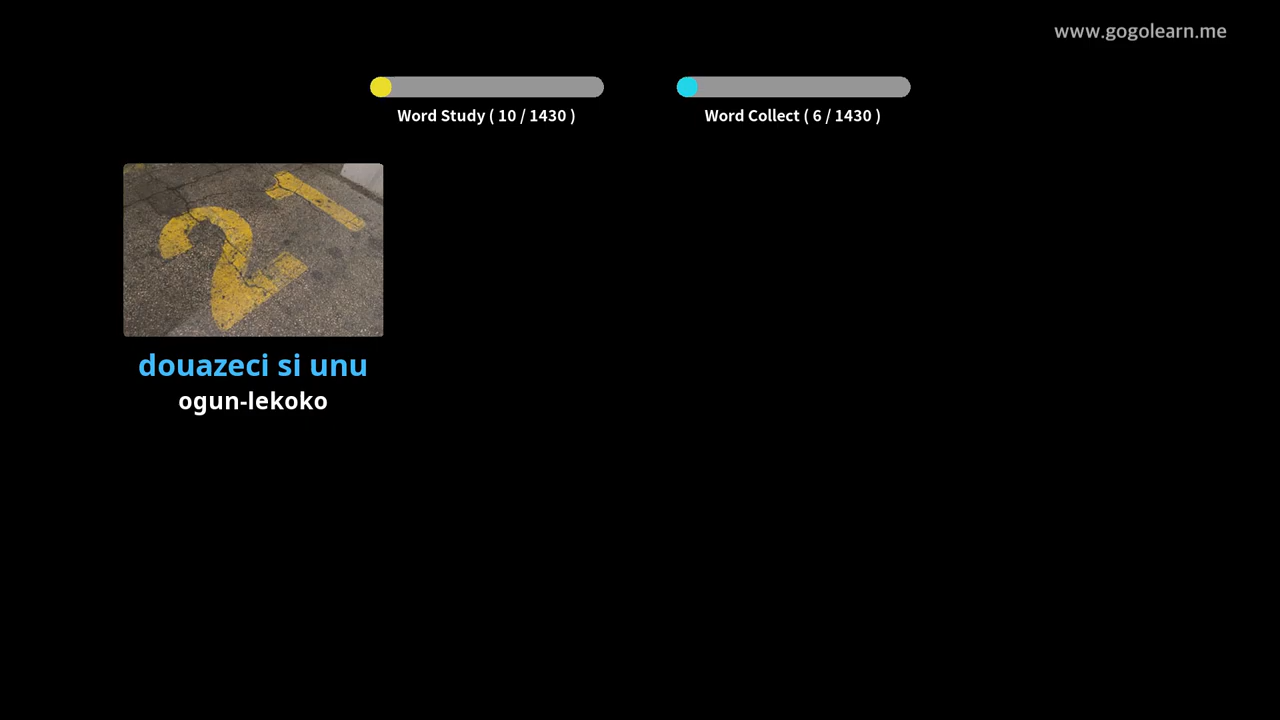 www.gogolearn.me
Word Study ( 10 / 1430 )
Word Collect ( 6 / 1430 )
21
douazeci si unu
ogun-lekoko